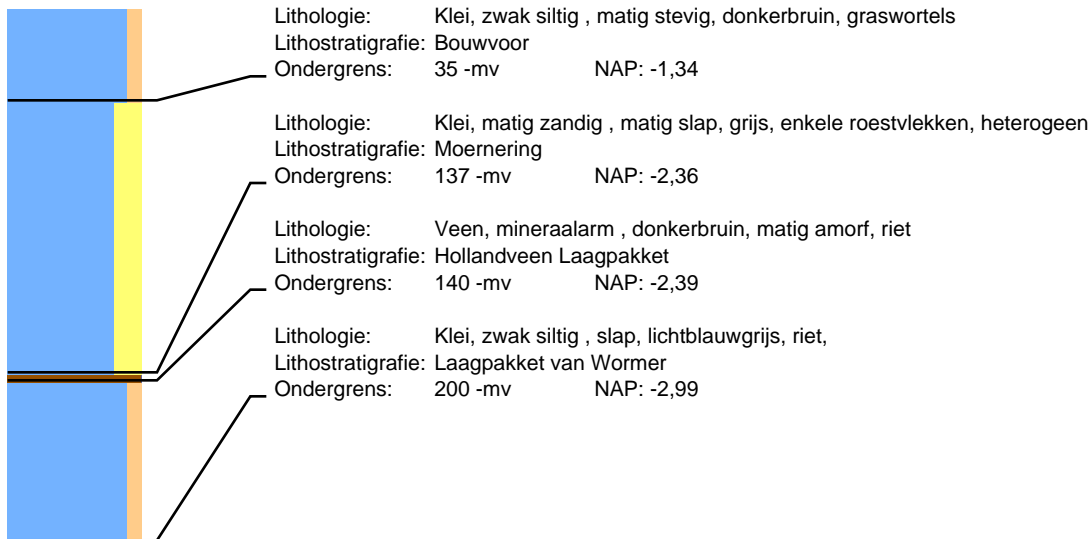 Lithologie: Klei, zwak siltig , matig stevig, donkerbruin, graswortels
Lithostratigrafie: Bouwvoor
Ondergrens: 35 -mv NAP: -1,34
Lithologie: Klei, matig zandig , matig slap, grijs, enkele roestvlekken, heterogeen
Lithostratigrafie: Moernering
Ondergrens: 137 -mv NAP: -2,36
Lithologie: Veen, mineraalarm , donkerbruin, matig amorf, riet
Lithostratigrafie: Hollandveen Laagpakket
Ondergrens: 140 -mv NAP: -2,39
Lithologie: Klei, zwak siltig , slap, lichtblauwgrijs, riet,
Lithostratigrafie: Laagpakket van Wormer
Ondergrens: 200 -mv NAP: -2,99